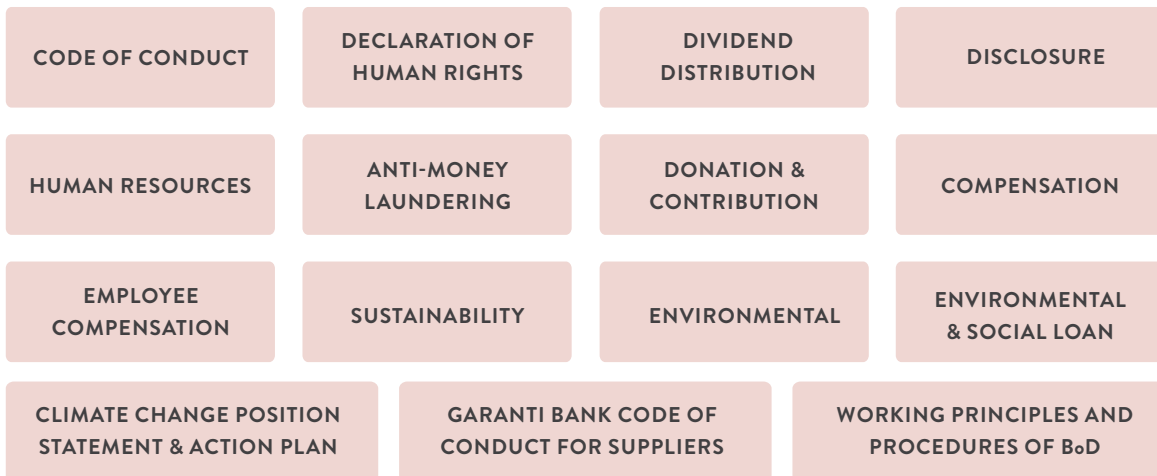 CODE OF CONDUCT
DECLARATION OF
HUMAN RIGHTS
DIVIDEND
DISTRIBUTION
DISCLOSURE
HUMAN RESOURCES
ANTI-MONEY
LAUNDERING
DONATION &
CONTRIBUTION
COMPENSATION
EMPLOYEE
COMPENSATION
SUSTAINABILITY
ENVIRONMENTAL
ENVIRONMENTAL
& SOCIAL LOAN
CLIMATE CHANGE POSITION
STATEMENT & ACTION PLAN
GARANTI BANK CODE OF
CONDUCT FOR SUPPLIERS
WORKING PRINCIPLES AND
PROCEDURES OF BoD